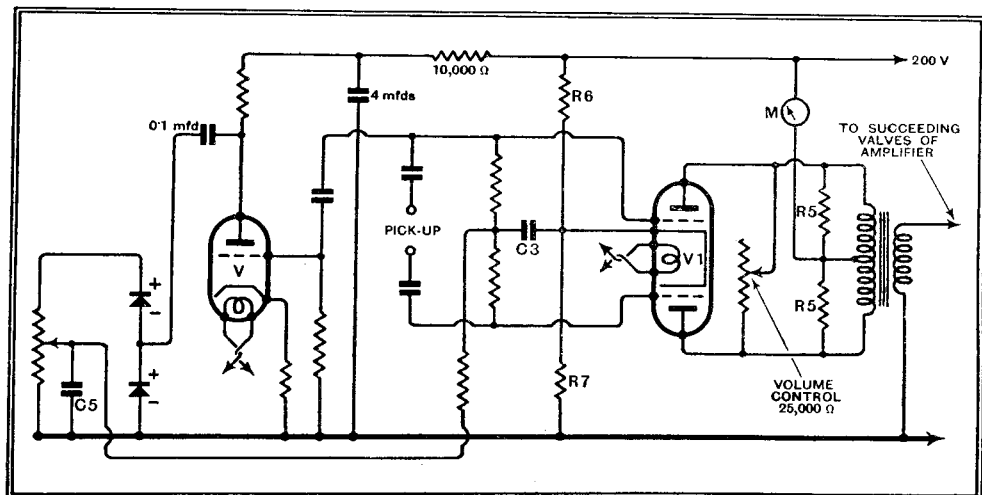 200 V
10,000 Ω
4 mfds
R6
M
0·1 mfd
TO SUCCEEDING
VALVES OF
AMPLIFIER
PICK-UP
R5
V
C3
V1
R5
+
−
+
−
C5
R7
VOLUME
CONTROL
25,000 Ω